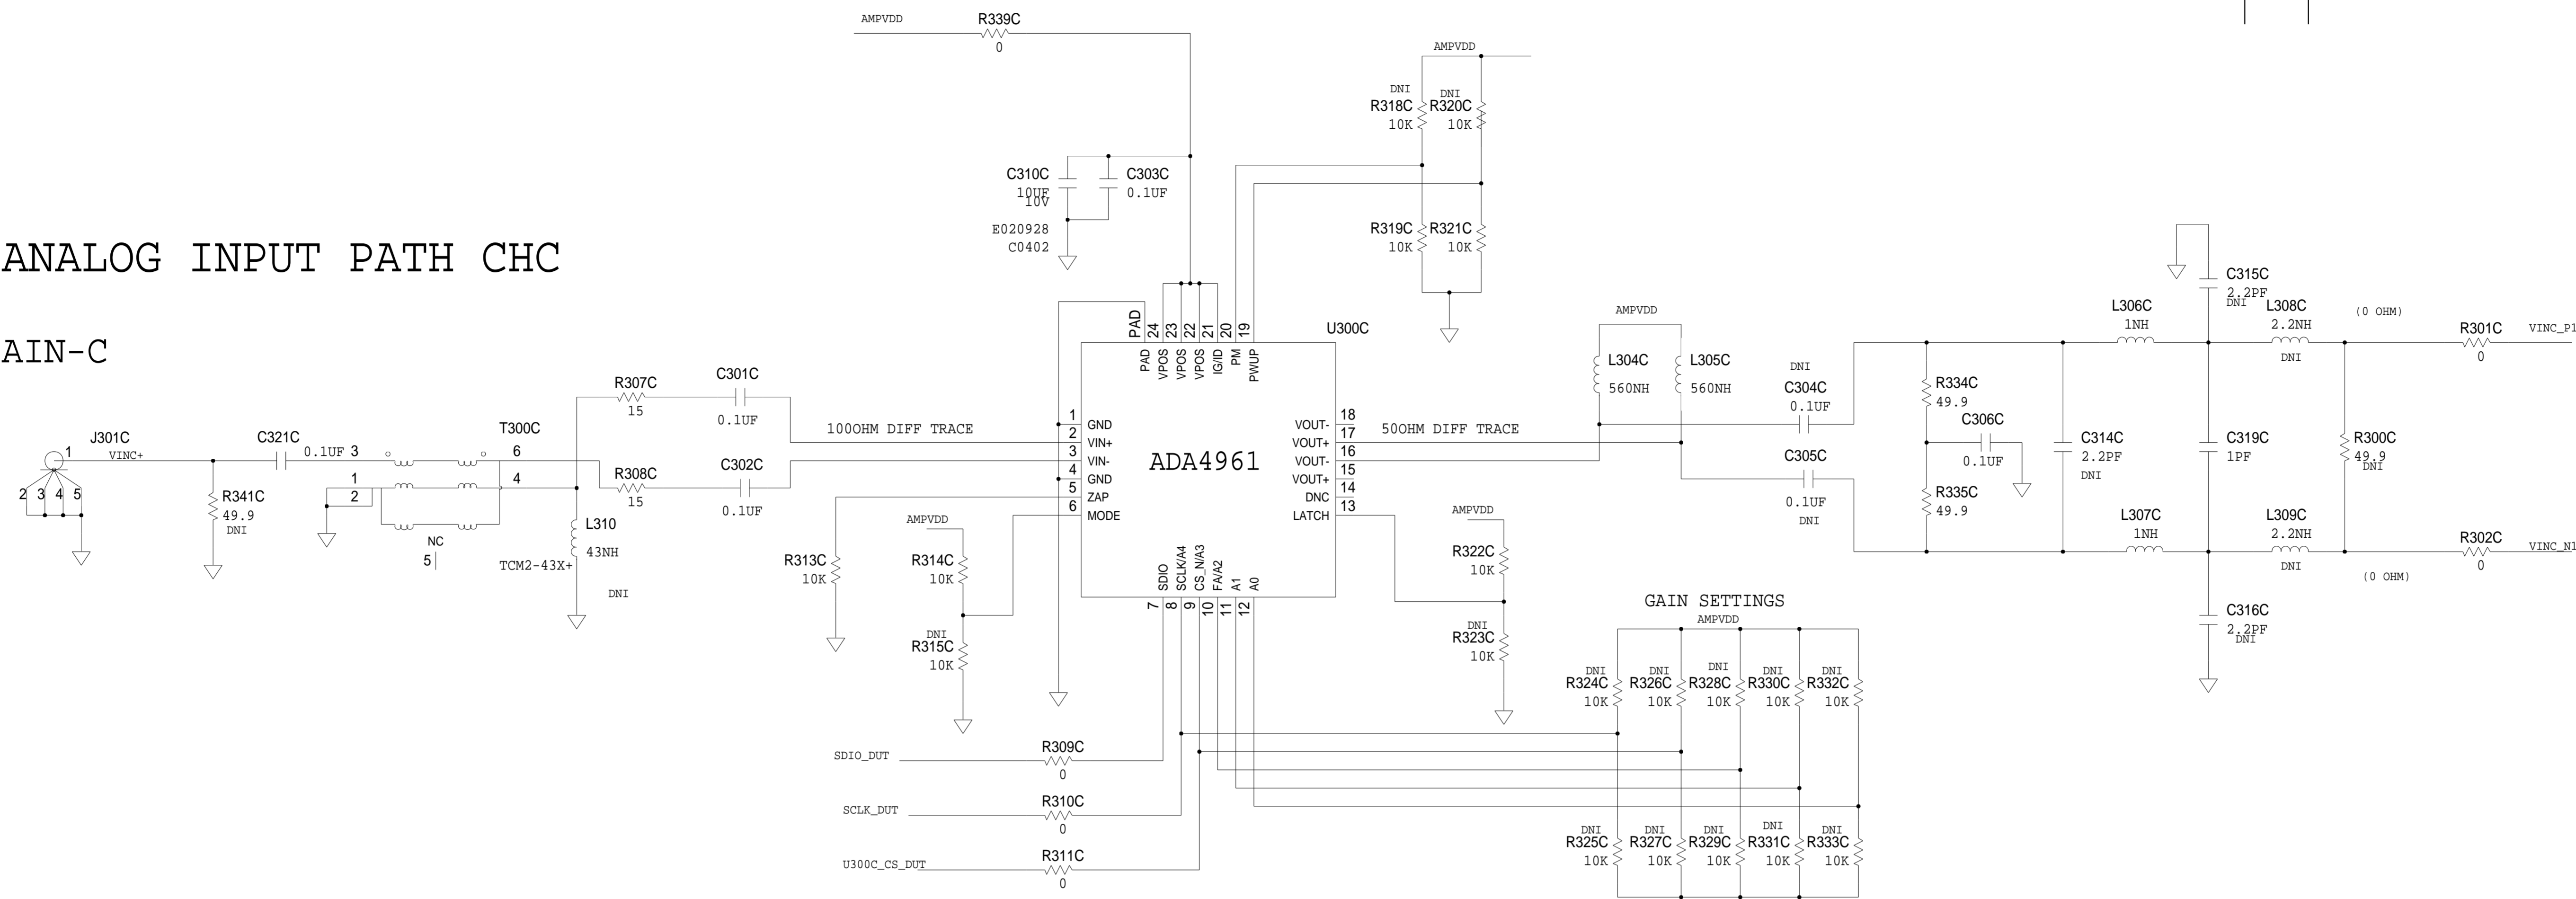 ANALOG INPUT PATH CHC
AIN-C
AMPVDD
R339C
0
C310C
10UF
10V
E020928
C0402
C303C
0.1UF
AMPVDD
DNI
R318C
10K
DNI
R320C
10K
R319C
10K
R321C
10K
J301C
1
VINC+
2 3 4 5
R341C
49.9
DNI
C321C
0.1UF
T300C
3
1
2
6
4
NC
5
TCM2-43X+
L310
43NH
DNI
R307C
15
R308C
15
C301C
0.1UF
C302C
0.1UF
100OHM DIFF TRACE
U300C
ADA4961
PAD 24 23 22 21 20 19
PAD VPOS VPOS VPOS IG/ID PM PWUP
1 GND
2 VIN+
3 VIN-
4 GND
5 ZAP
6 MODE
VOUT- 18
VOUT+ 17
VOUT- 16
VOUT+ 15
DNC 14
LATCH 13
SDIO SCLK/A4 CS_N/A3 FA/A2 A1 A0
7 8 9 10 11 12
50OHM DIFF TRACE
R313C
10K
AMPVDD
R314C
10K
DNI
R315C
10K
AMPVDD
R322C
10K
DNI
R323C
10K
SDIO_DUT
R309C
0
SCLK_DUT
R310C
0
U300C_CS_DUT
R311C
0
GAIN SETTINGS
AMPVDD
DNI
R324C
10K
DNI
R326C
10K
DNI
R328C
10K
DNI
R330C
10K
DNI
R332C
10K
DNI
R325C
10K
DNI
R327C
10K
DNI
R329C
10K
DNI
R331C
10K
DNI
R333C
10K
AMPVDD
L304C
560NH
L305C
560NH
DNI
C304C
0.1UF
C305C
0.1UF
DNI
R334C
49.9
R335C
49.9
C306C
0.1UF
C314C
2.2PF
DNI
L306C
1NH
L307C
1NH
C315C
2.2PF
DNI
C319C
1PF
C316C
2.2PF
DNI
L308C
2.2NH
DNI
(0 OHM)
L309C
2.2NH
DNI
(0 OHM)
R300C
49.9
DNI
R301C
0
VINC_P1
R302C
0
VINC_N1